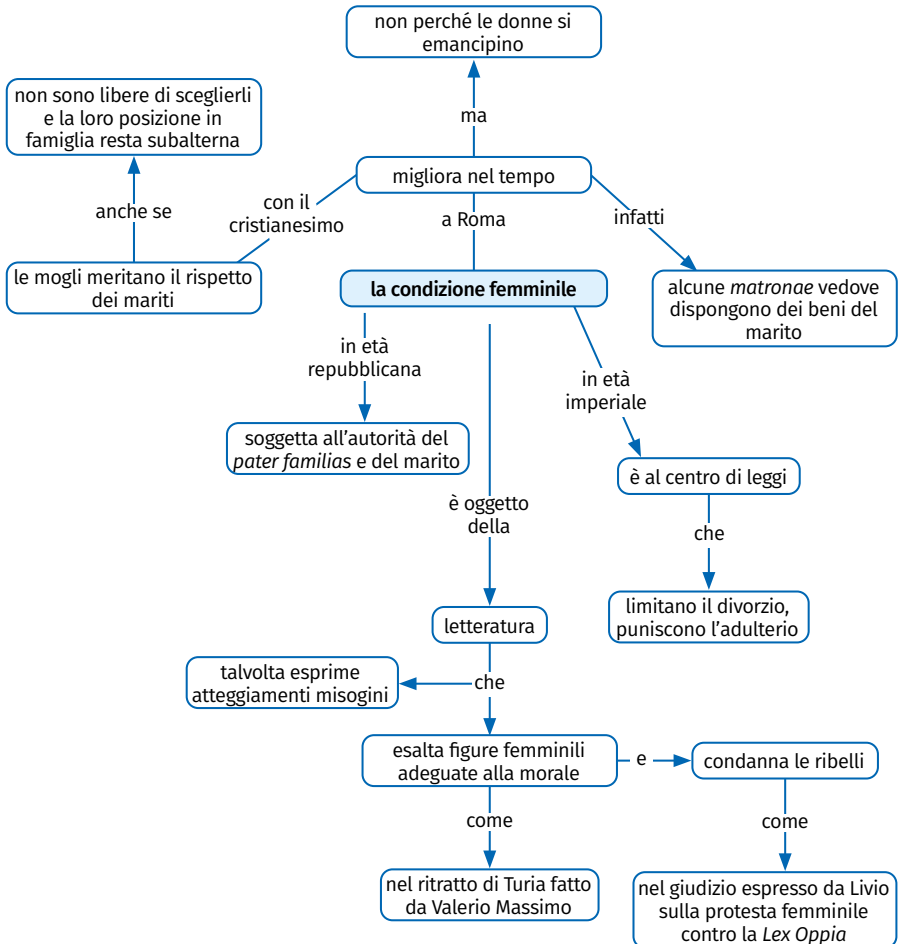 non perché le donne si
emancipino
non sono libere di sceglierli
e la loro posizione in
famiglia resta subalterna
ma
migliora nel tempo
anche se
con il
cristianesimo
a Roma
infatti
le mogli meritano il rispetto
dei mariti
la condizione femminile
alcune matronae vedove
dispongono dei beni del
marito
in età
repubblicana
in età
imperiale
soggetta all'autorità del
pater familias e del marito
è al centro di leggi
è oggetto
della
che
limitano il divorzio,
puniscono l'adulterio
letteratura
talvolta esprime
atteggiamenti misogini
che
esalta figure femminili
adeguate alla morale
e
condanna le ribelli
come
come
nel ritratto di Turia fatto
da Valerio Massimo
nel giudizio espresso da Livio
sulla protesta femminile
contro la Lex Oppia